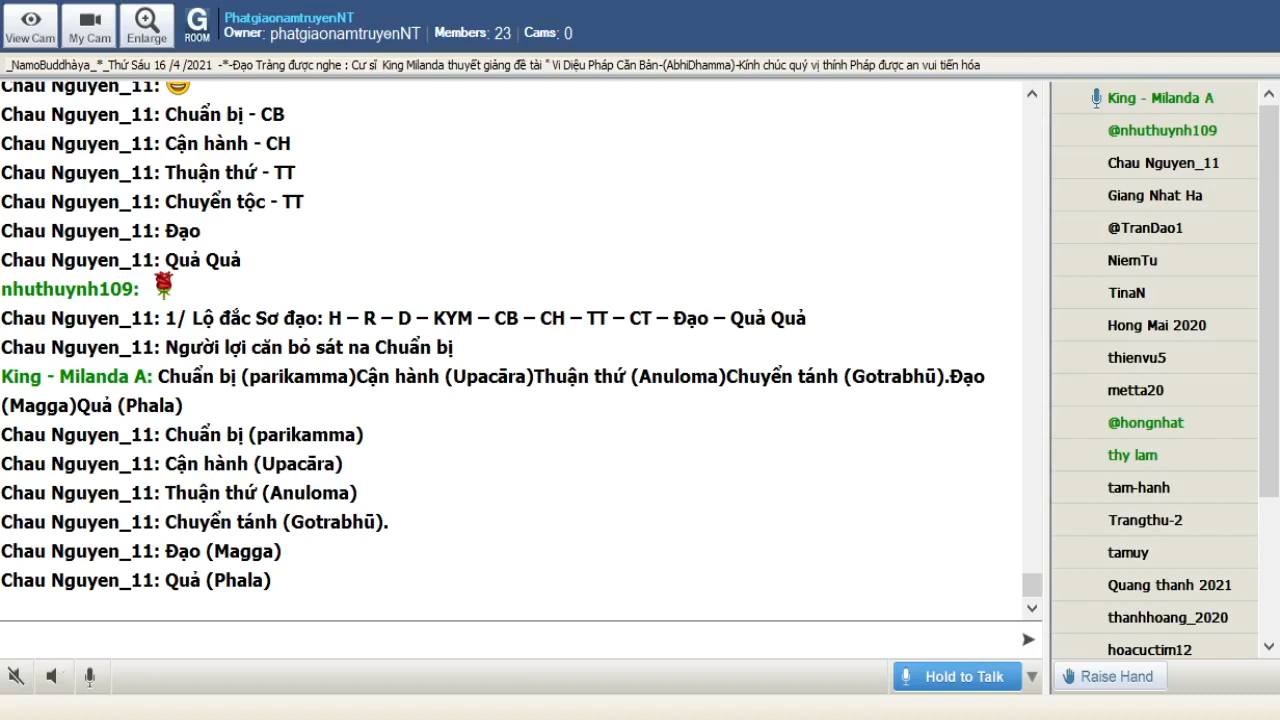 PhatgiaonamtruyenNT
Owner: phatgiaonamtruyenNT | Members: 23 | Cams: 0
View Cam
My Cam
Enlarge
G
ROOM
_NamoBuddhàya_*_Thứ Sáu 16 /4 /2021 -*-Đạo Tràng được nghe : Cư sĩ King Milanda thuyết giảng đề tài " Vi Diệu Pháp Căn Bản-(AbhiDhamma)-Kính chúc quý vị thính Pháp được an vui tiến hóa
Chau Nguyen_11:
Chau Nguyen_11: Chuẩn bị - CB
Chau Nguyen_11: Cận hành - CH
Chau Nguyen_11: Thuận thứ - TT
Chau Nguyen_11: Chuyển tộc - TT
Chau Nguyen_11: Đạo
Chau Nguyen_11: Quả Quả
nhuthuynh109:
Chau Nguyen_11: 1/ Lộ đắc Sơ đạo: H – R – D – KYM – CB – CH – TT – CT – Đạo – Quả Quả
Chau Nguyen_11: Người lợi căn bỏ sát na Chuẩn bị
King - Milanda A: Chuẩn bị (parikamma)Cận hành (Upacāra)Thuận thứ (Anuloma)Chuyển tánh (Gotrabhū).Đạo
(Magga)Quả (Phala)
Chau Nguyen_11: Chuẩn bị (parikamma)
Chau Nguyen_11: Cận hành (Upacāra)
Chau Nguyen_11: Thuận thứ (Anuloma)
Chau Nguyen_11: Chuyển tánh (Gotrabhū).
Chau Nguyen_11: Đạo (Magga)
Chau Nguyen_11: Quả (Phala)
King - Milanda A
@nhuthuynh109
Chau Nguyen_11
Giang Nhat Ha
@TranDao1
NiemTu
TinaN
Hong Mai 2020
thienvu5
metta20
@hongnhat
thy lam
tam-hanh
Trangthu-2
tamuy
Quang thanh 2021
thanhhoang_2020
hoacuctim12
Hold to Talk
Raise Hand